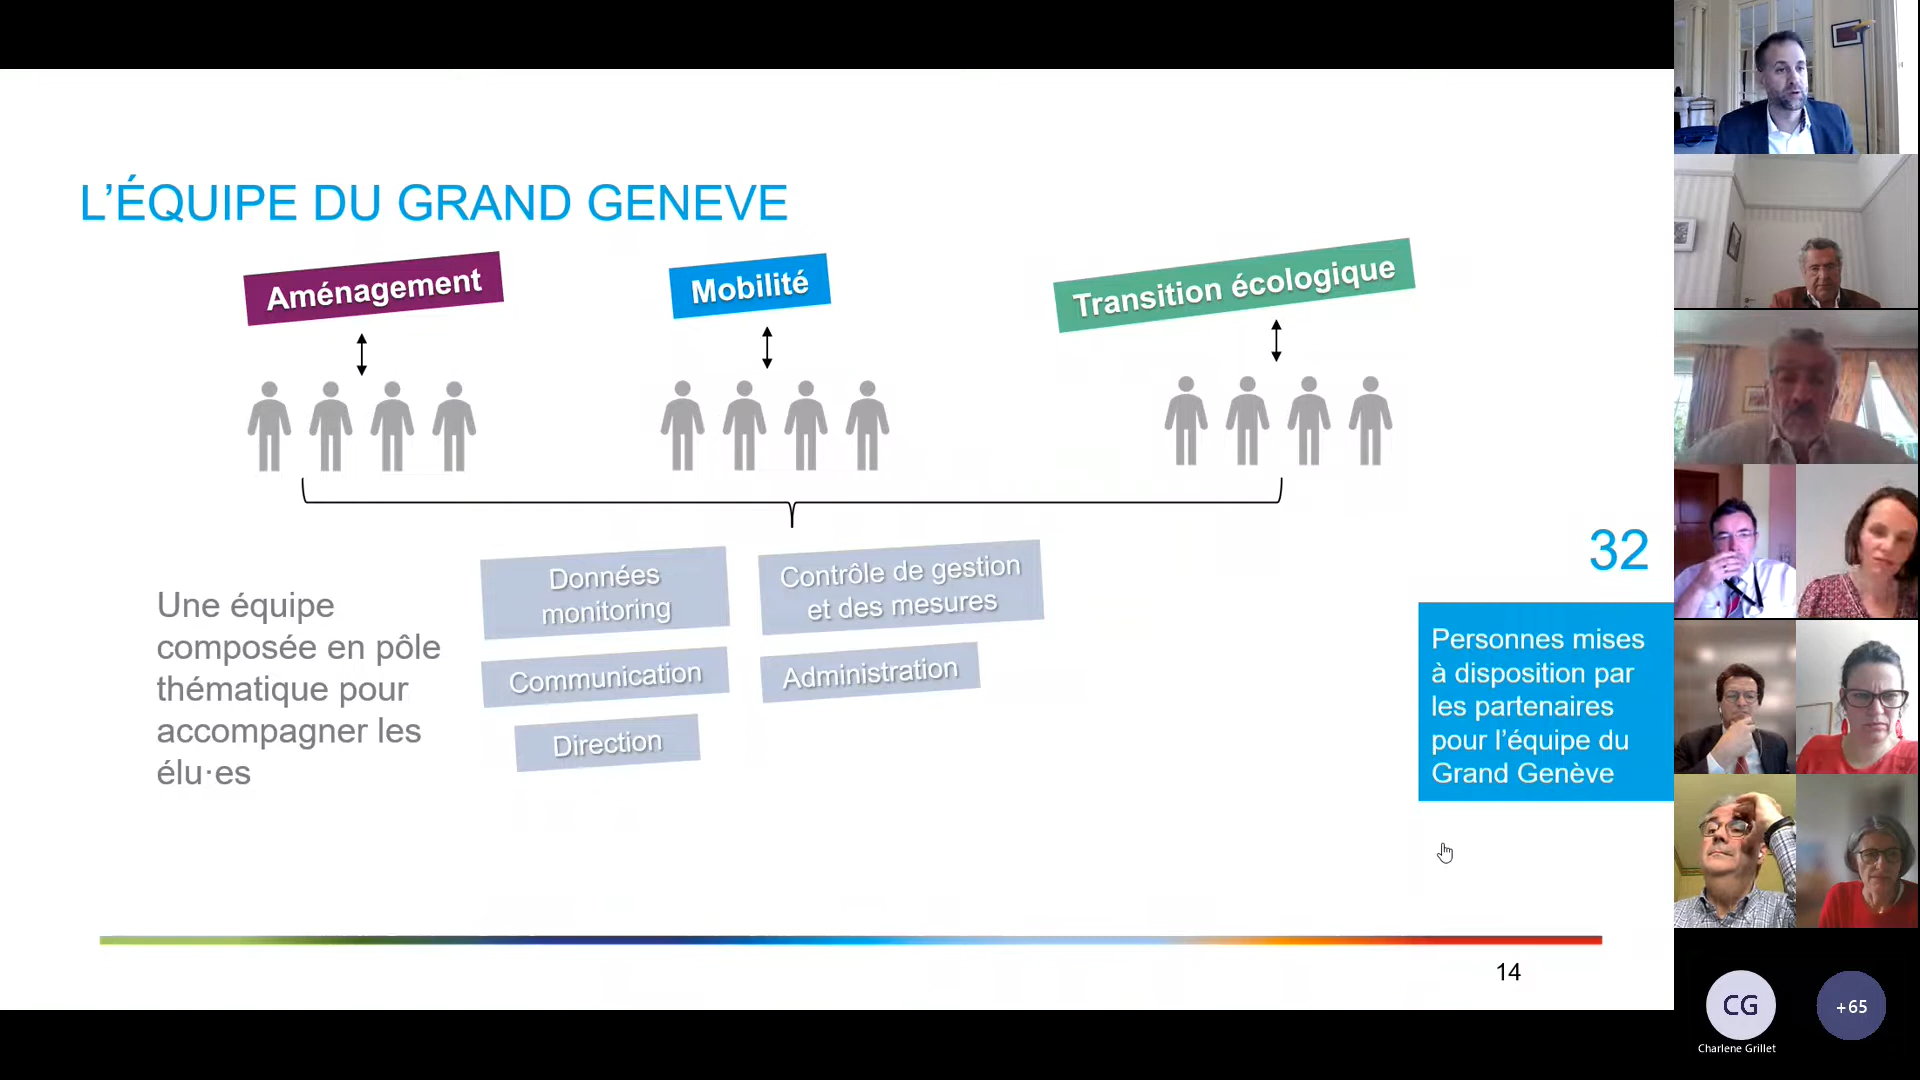 L’ÉQUIPE DU GRAND GENEVE
Aménagement
Mobilité
Transition écologique
Une équipe
composée en pôle
thématique pour
accompagner les
élu·es
Données
monitoring
Contrôle de gestion
et des mesures
Communication
Administration
Direction
32
Personnes mises
à disposition par
les partenaires
pour l’équipe du
Grand Genève
14
CG
Charlene Grillet
+65